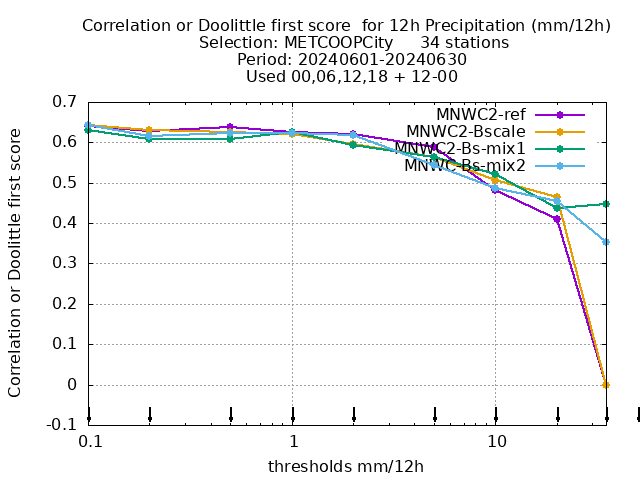 Correlation or Doolittle first score  for 12h Precipitation (mm/12h)
Selection: METCOOPCity     34 stations
Period: 20240601-20240630
Used 00,06,12,18 + 12-00
MNWC2-ref
MNWC2-Bscale
MNWC2-Bs-mix1
MNWC-Bs-mix2
Correlation or Doolittle first score
0.7
0.6
0.5
0.4
0.3
0.2
0.1
0
-0.1
0.1
1
10
thresholds mm/12h